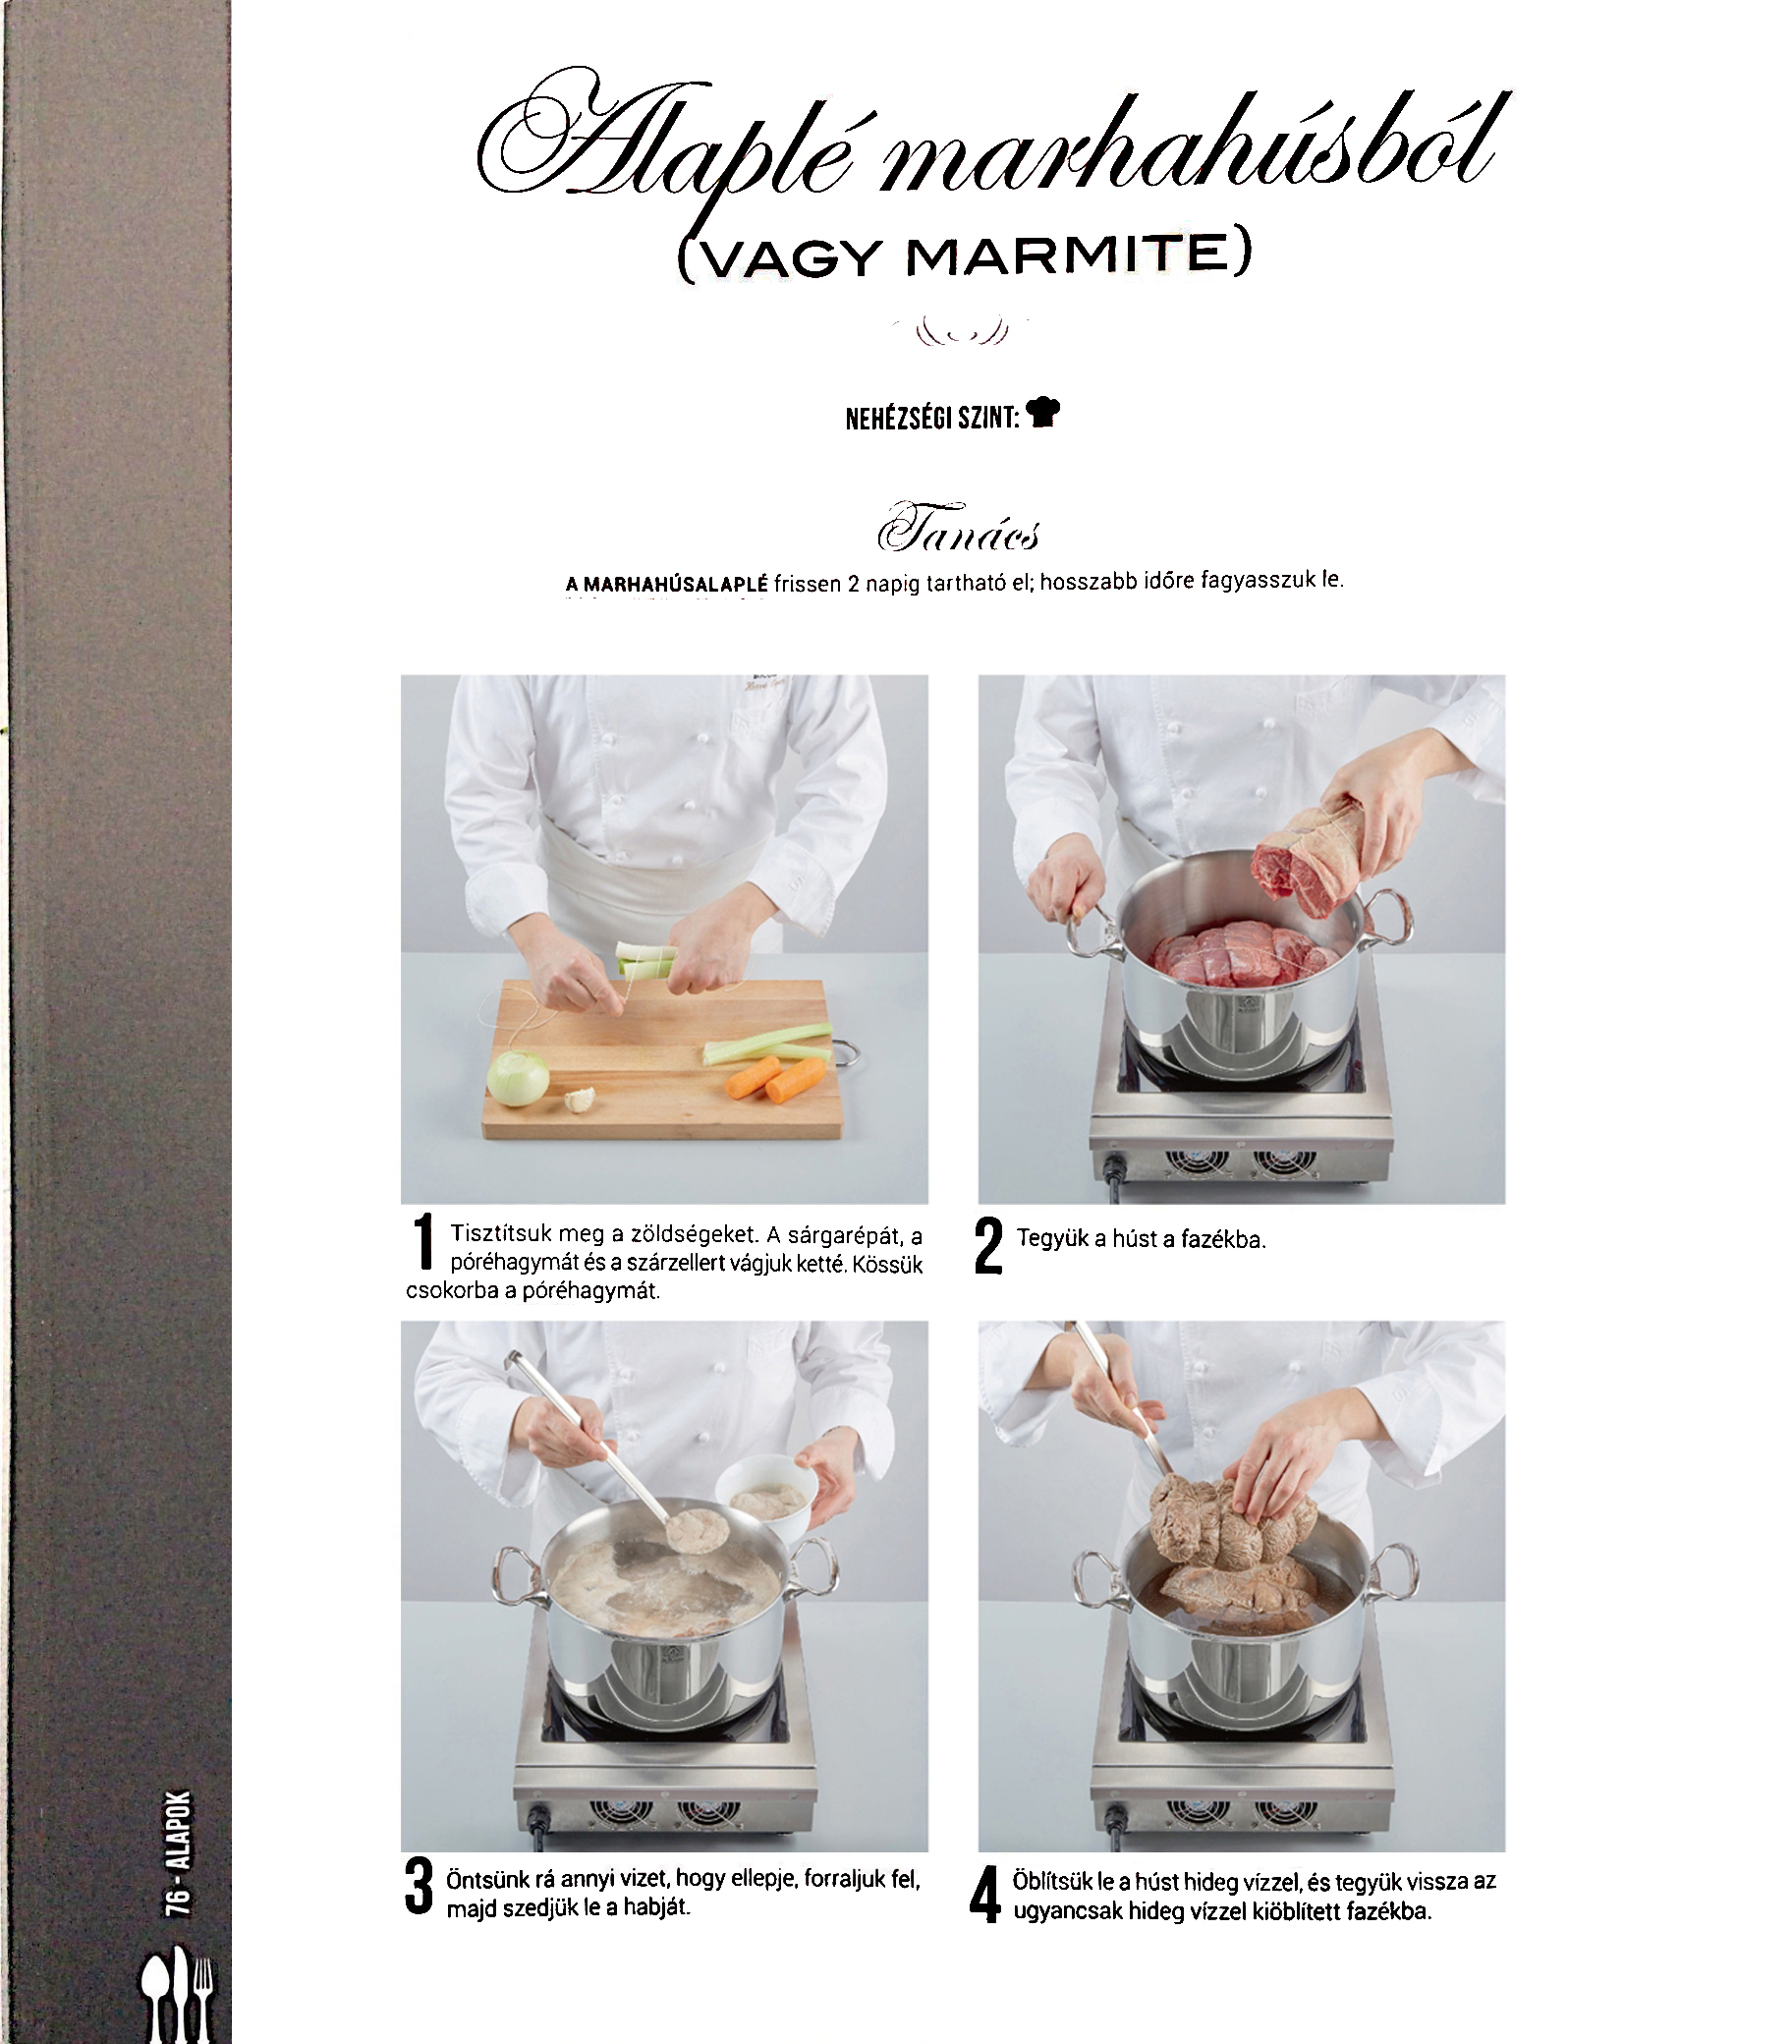 Alaplé marhahúsból
(VAGY MARMITE)
NEHÉZSÉGI SZINT:
Tanács
A MARHAHÚSALAPLÉ frissen 2 napig tartható el; hosszabb időre fagyasszuk le.
1 Tisztítsuk meg a zöldségeket. A sárgarépát, a
póréhagymát és a szárzellert vágjuk ketté. Kössük
csokorba a póréhagymát.
2 Tegyük a húst a fazékba.
3 Öntsünk rá annyi vizet, hogy ellepje, forraljuk fel,
majd szedjük le a habját.
4 Öblítsük le a húst hideg vízzel, és tegyük vissza az
ugyancsak hideg vízzel kiöblített fazékba.
76 - ALAPOK